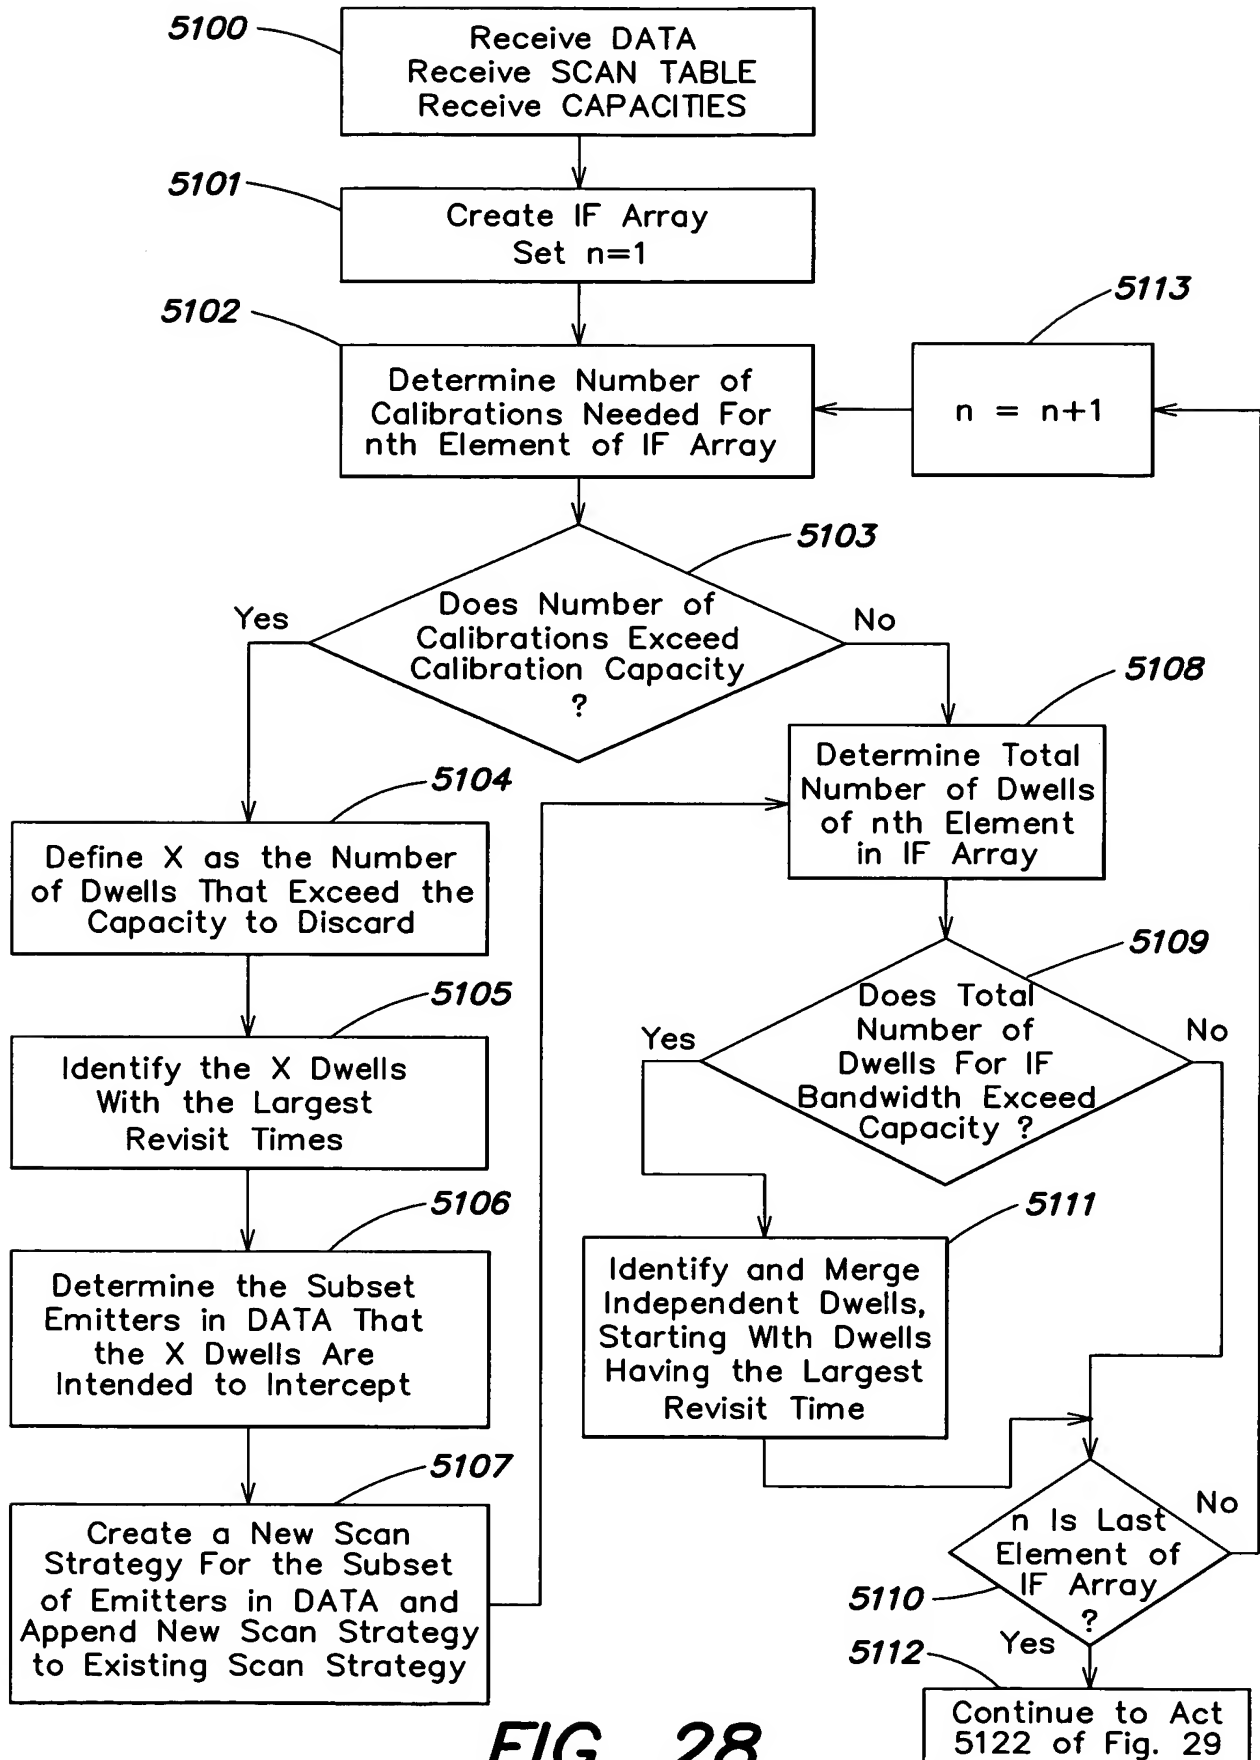 5100
Receive DATA
Receive SCAN TABLE
Receive CAPACITIES
5101
Create IF Array
Set n=1
5102
Determine Number of
Calibrations Needed For
nth Element of IF Array
5113
n = n+1
5103
Does Number of
Calibrations Exceed
Calibration Capacity
?
Yes
No
5104
Define X as the Number
of Dwells That Exceed the
Capacity to Discard
5105
Identify the X Dwells
With the Largest
Revisit Times
5106
Determine the Subset
Emitters in DATA That
the X Dwells Are
Intended to Intercept
5107
Create a New Scan
Strategy For the Subset
of Emitters in DATA and
Append New Scan Strategy
to Existing Scan Strategy
5108
Determine Total
Number of Dwells
of nth Element
in IF Array
5109
Does Total
Number of
Dwells For IF
Bandwidth Exceed
Capacity ?
Yes
No
5111
Identify and Merge
Independent Dwells,
Starting WIth Dwells
Having the Largest
Revisit Time
5110
n Is Last
Element of
IF Array
?
No
Yes
5112
Continue to Act
5122 of Fig. 29
FIG. 28